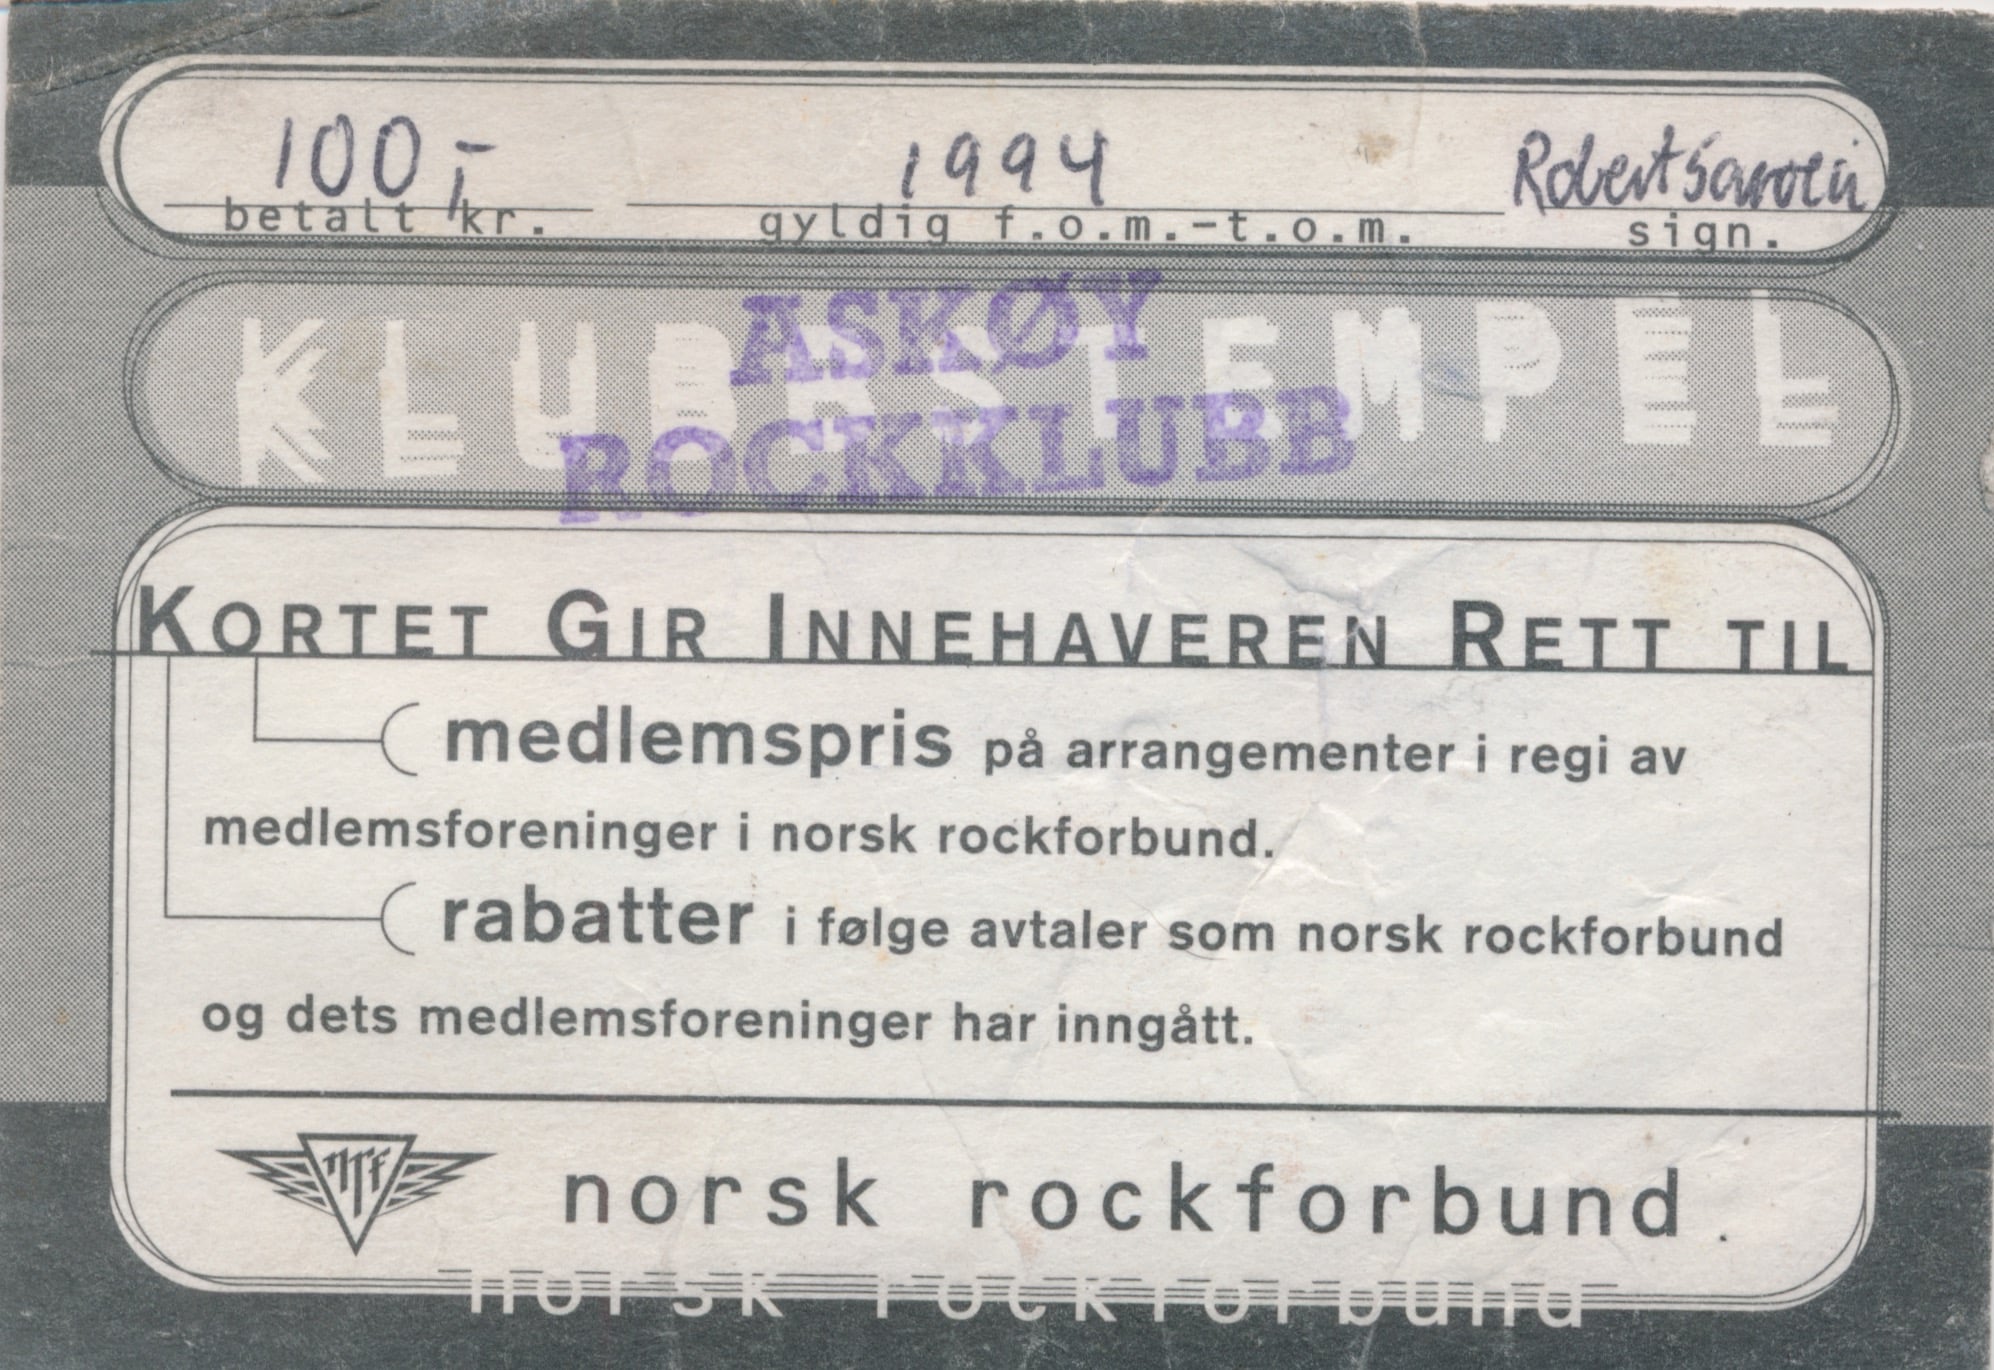 100,-
1994
Robert
betalt kr.
gyldig f.o.m.-t.o.m.
sign.
KLUBBSTEMPEL
ASKØY
ROCKKLUBB
KORTET GIR INNEHAVEREN RETT TIL
medlemspris på arrangementer i regi av
medlemsforeninger i norsk rockforbund.
rabatter i følge avtaler som norsk rockforbund
og dets medlemsforeninger har inngått.
NRF
norsk rockforbund.
norsk rockforbund